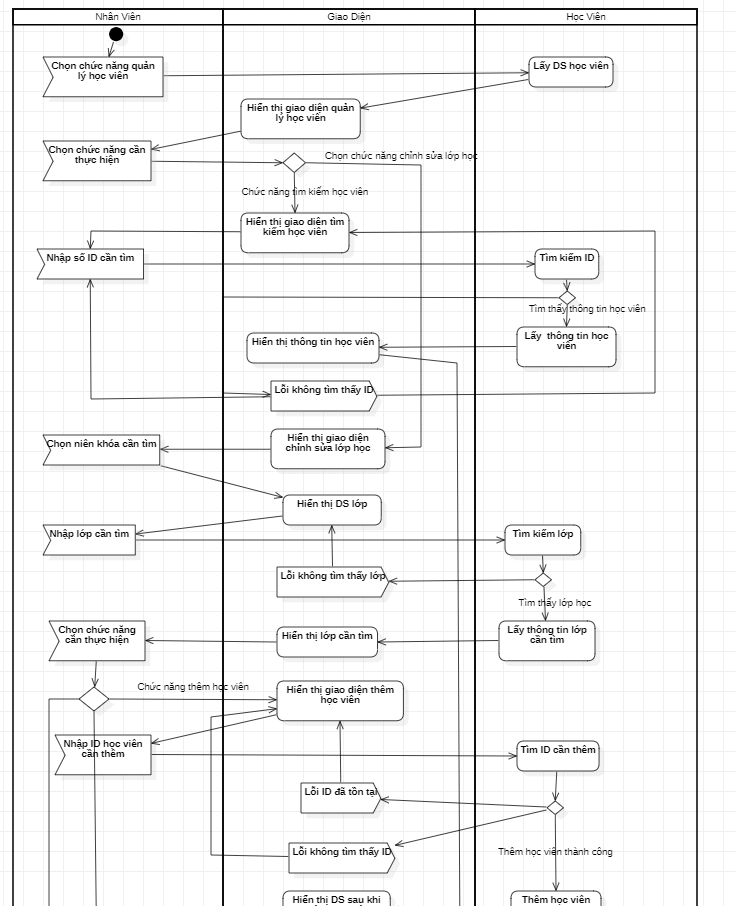 Nhân Viên
Giao Diện
Học Viên
Chọn chức năng quản
lý học viên
Lấy DS học viên
Hiển thị giao diện quản
lý học viên
Chọn chức năng cần
thực hiện
Chọn chức năng chỉnh sửa lớp học
Chức năng tìm kiếm học viên
Hiển thị giao diện tìm
kiếm học viên
Nhập số ID cần tìm
Tìm kiếm ID
Tìm thấy thông tin học viên
Hiển thị thông tin học viên
Lấy thông tin học
viên
Lỗi không tìm thấy ID
Chọn niên khóa cần tìm
Hiển thị giao diện
chỉnh sửa lớp học
Hiển thị DS lớp
Nhập lớp cần tìm
Tìm kiếm lớp
Lỗi không tìm thấy lớp
Tìm thấy lớp học
Chọn chức năng
cần thực hiện
Hiển thị lớp cần tìm
Lấy thông tin lớp
cần tìm
Chức năng thêm học viên
Hiển thị giao diện thêm
học viên
Nhập ID học viên
cần thêm
Tìm ID cần thêm
Lỗi ID đã tồn tại
Lỗi không tìm thấy ID
Thêm học viên thành công
Hiển thị DS sau khi
Thêm học viên